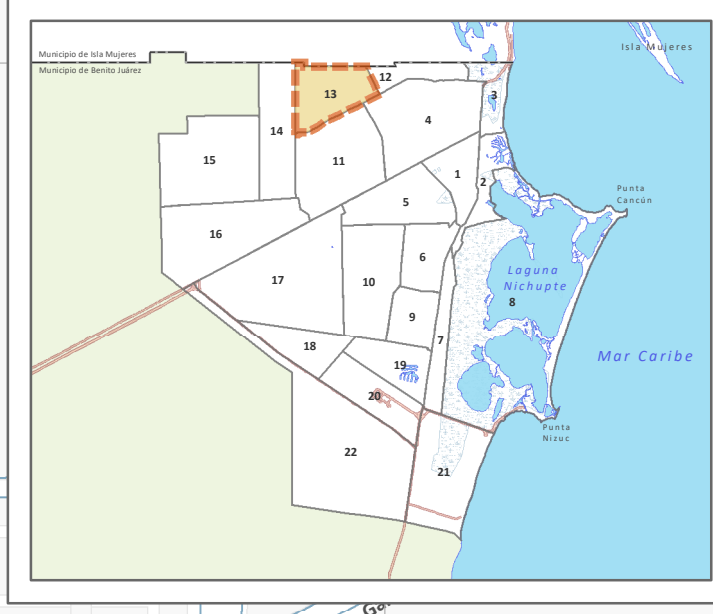 Municipio de Isla Mujeres
Municipio de Benito Juárez
Isla Mujeres
12
13
3
4
14
15
11
1
2
Punta
Cancún
5
16
6
Laguna
Nichupte
17
10
8
9
7
18
Mar Caribe
19
20
Punta
Nizuc
22
21